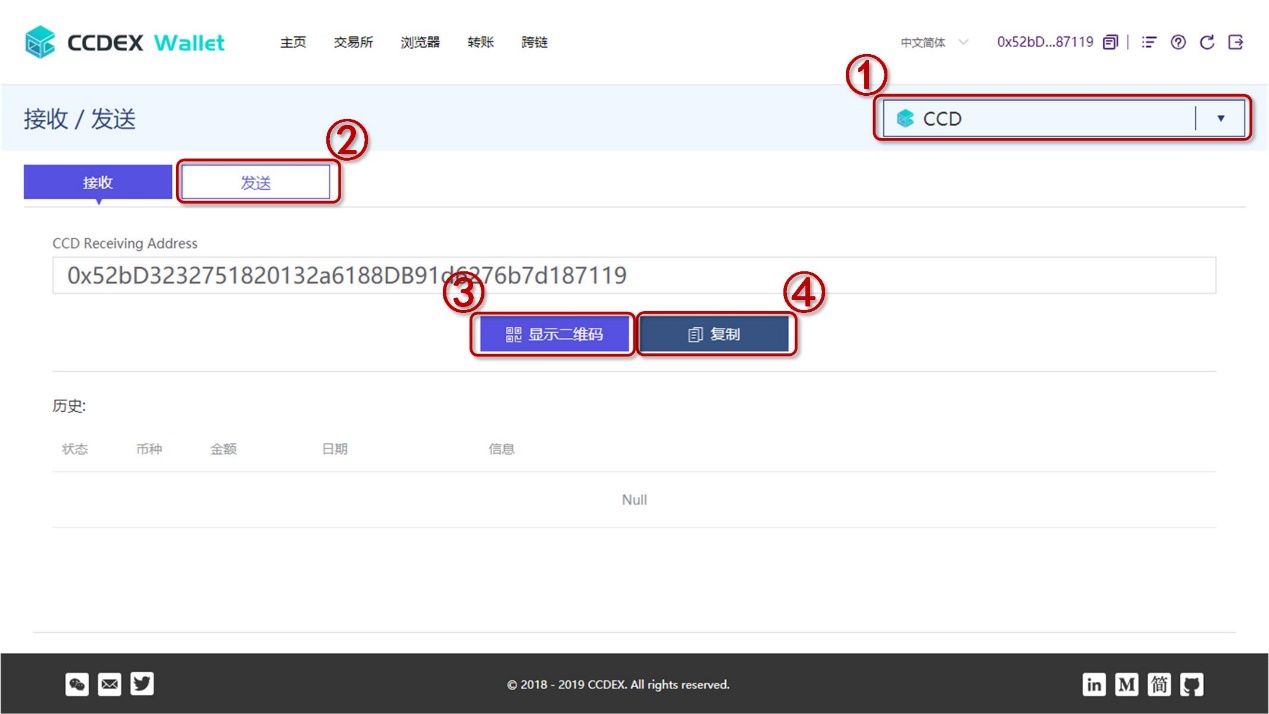 CCDEX Wallet 主页 交易所 浏览器 转账 跨链 中文简体 0x52bD...87119
①
接收 / 发送 CCD
②
接收 发送
CCD Receiving Address
0x52bD3232751820132a6188DB91d6276b7d187119
③ ④
显示二维码 复制
历史:
状态 币种 金额 日期 信息
Null
© 2018 - 2019 CCDEX. All rights reserved. in M 简